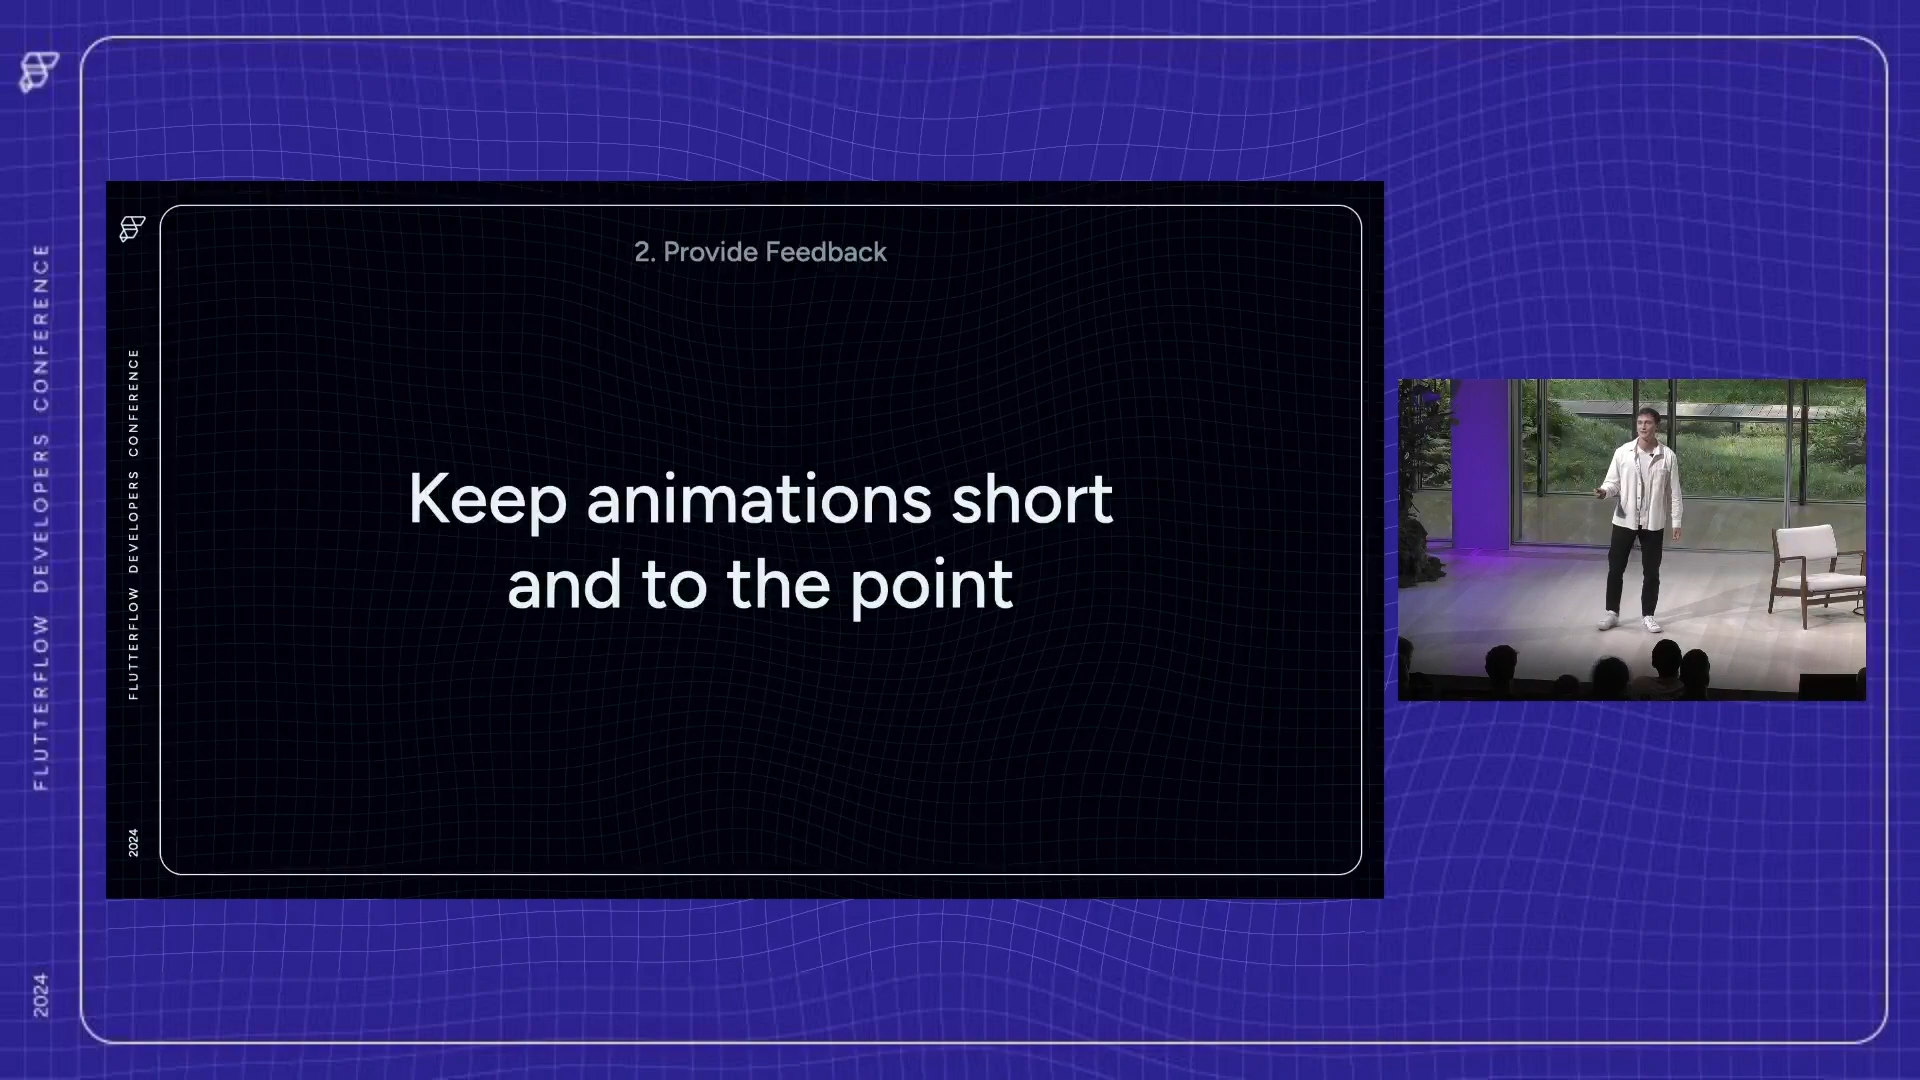 FLUTTERFLOW DEVELOPERS CONFERENCE
2024
2. Provide Feedback
Keep animations short
and to the point
FLUTTERFLOW DEVELOPERS CONFERENCE
2024